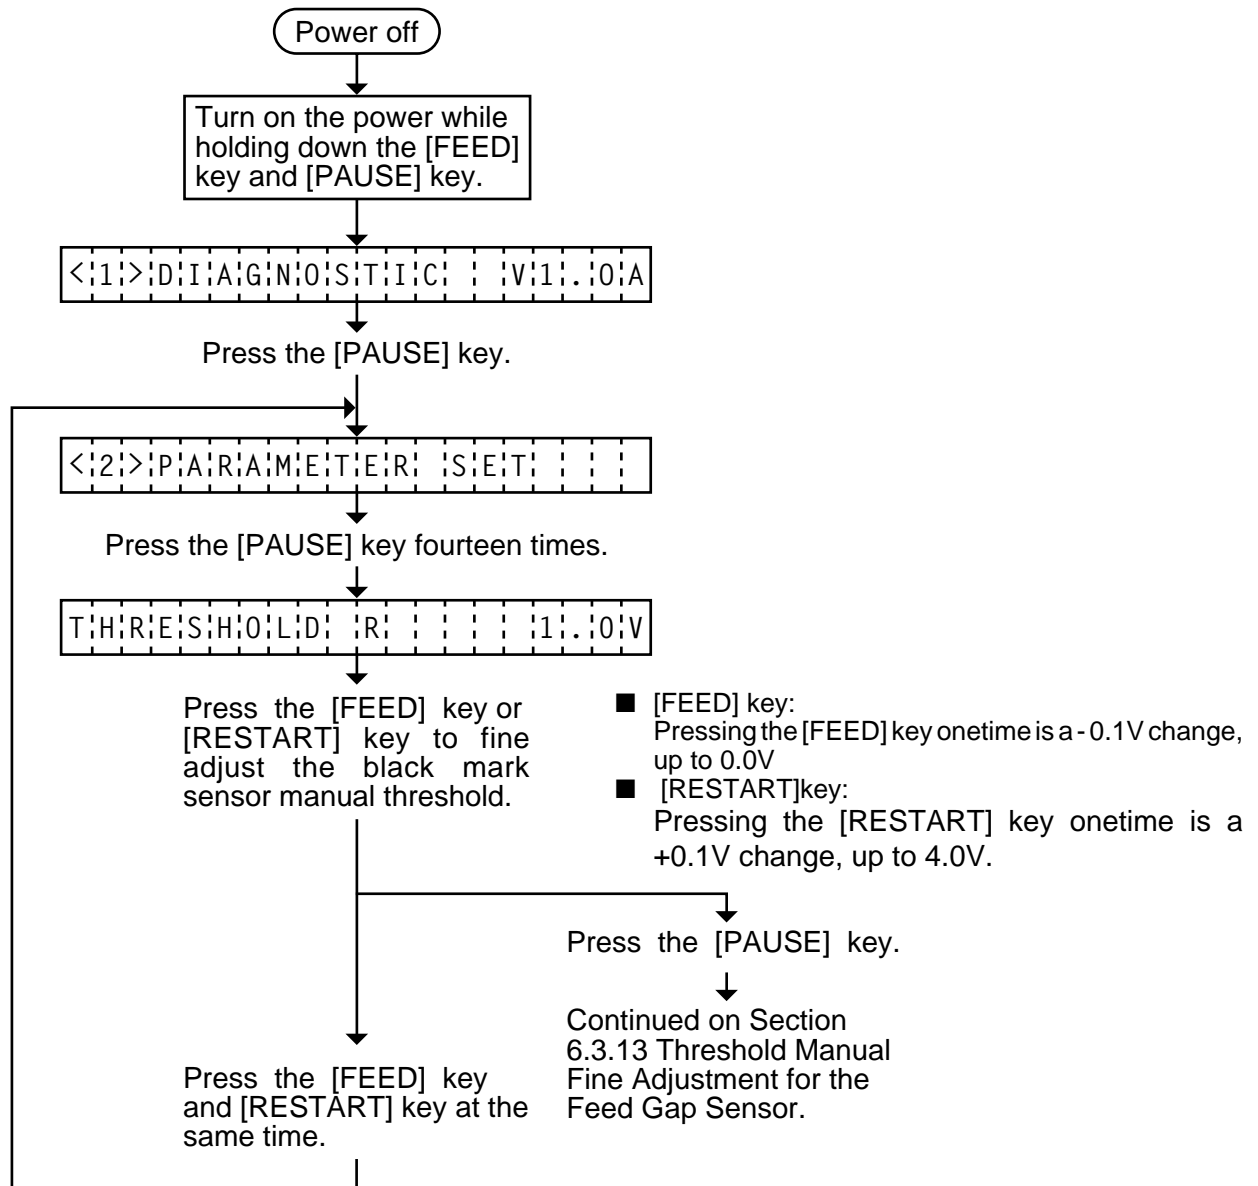 Power off
Turn on the power while
holding down the [FEED]
key and [PAUSE] key.
<1>DIAGNOSTIC  V1.0A
Press the [PAUSE] key.
<2>PARAMETER SET
Press the [PAUSE] key fourteen times.
THRESHOLD R    1.0V
Press the [FEED] key or
[RESTART] key to fine
adjust the black mark
sensor manual threshold.
■ [FEED] key:
Pressing the [FEED] key onetime is a - 0.1V change,
up to 0.0V
■ [RESTART]key:
Pressing the [RESTART] key onetime is a
+0.1V change, up to 4.0V.
Press the [PAUSE] key.
Continued on Section
6.3.13 Threshold Manual
Fine Adjustment for the
Feed Gap Sensor.
Press the [FEED] key
and [RESTART] key at the
same time.